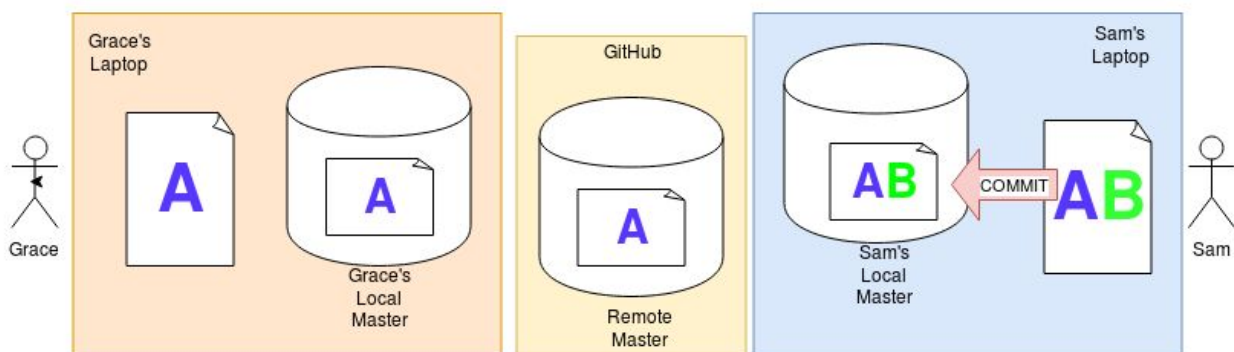 Grace's
Laptop
A
A
Grace's
Local
Master
Grace
GitHub
A
Remote
Master
Sam's
Laptop
AB
COMMIT
AB
Sam's
Local
Master
Sam